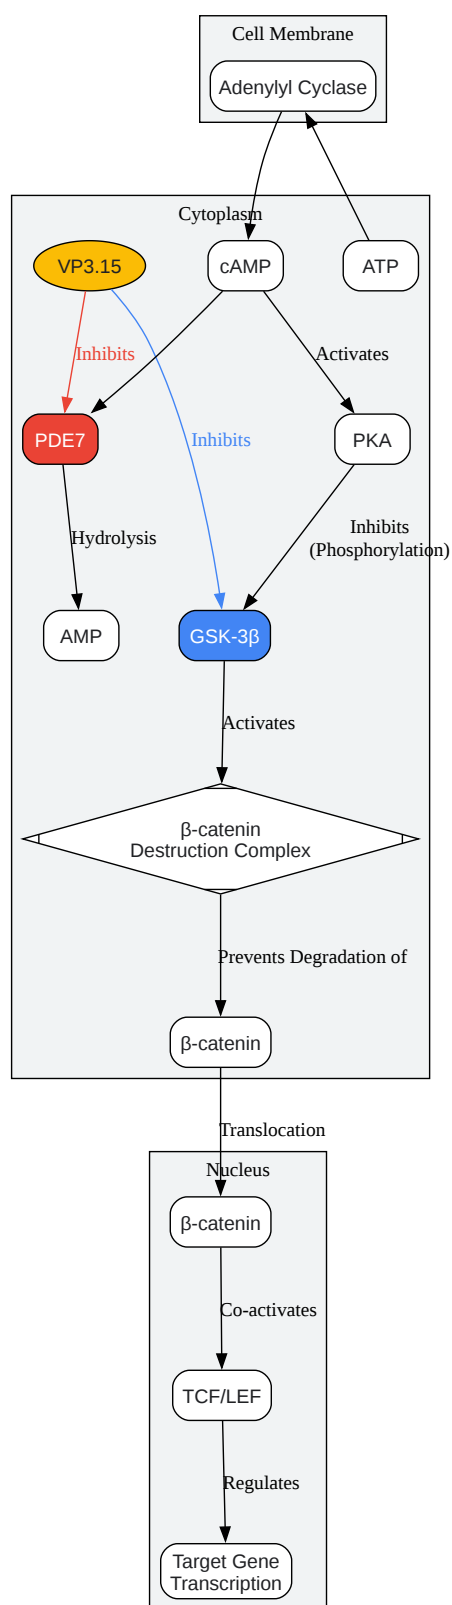 Cell Membrane
Adenylyl Cyclase
Cytoplasm
VP3.15
cAMP
ATP
Inhibits
Activates
PDE7
Inhibits
PKA
Hydrolysis
Inhibits
(Phosphorylation)
AMP
GSK-3β
Activates
β-catenin
Destruction Complex
Prevents Degradation of
β-catenin
Translocation
Nucleus
β-catenin
Co-activates
TCF/LEF
Regulates
Target Gene
Transcription